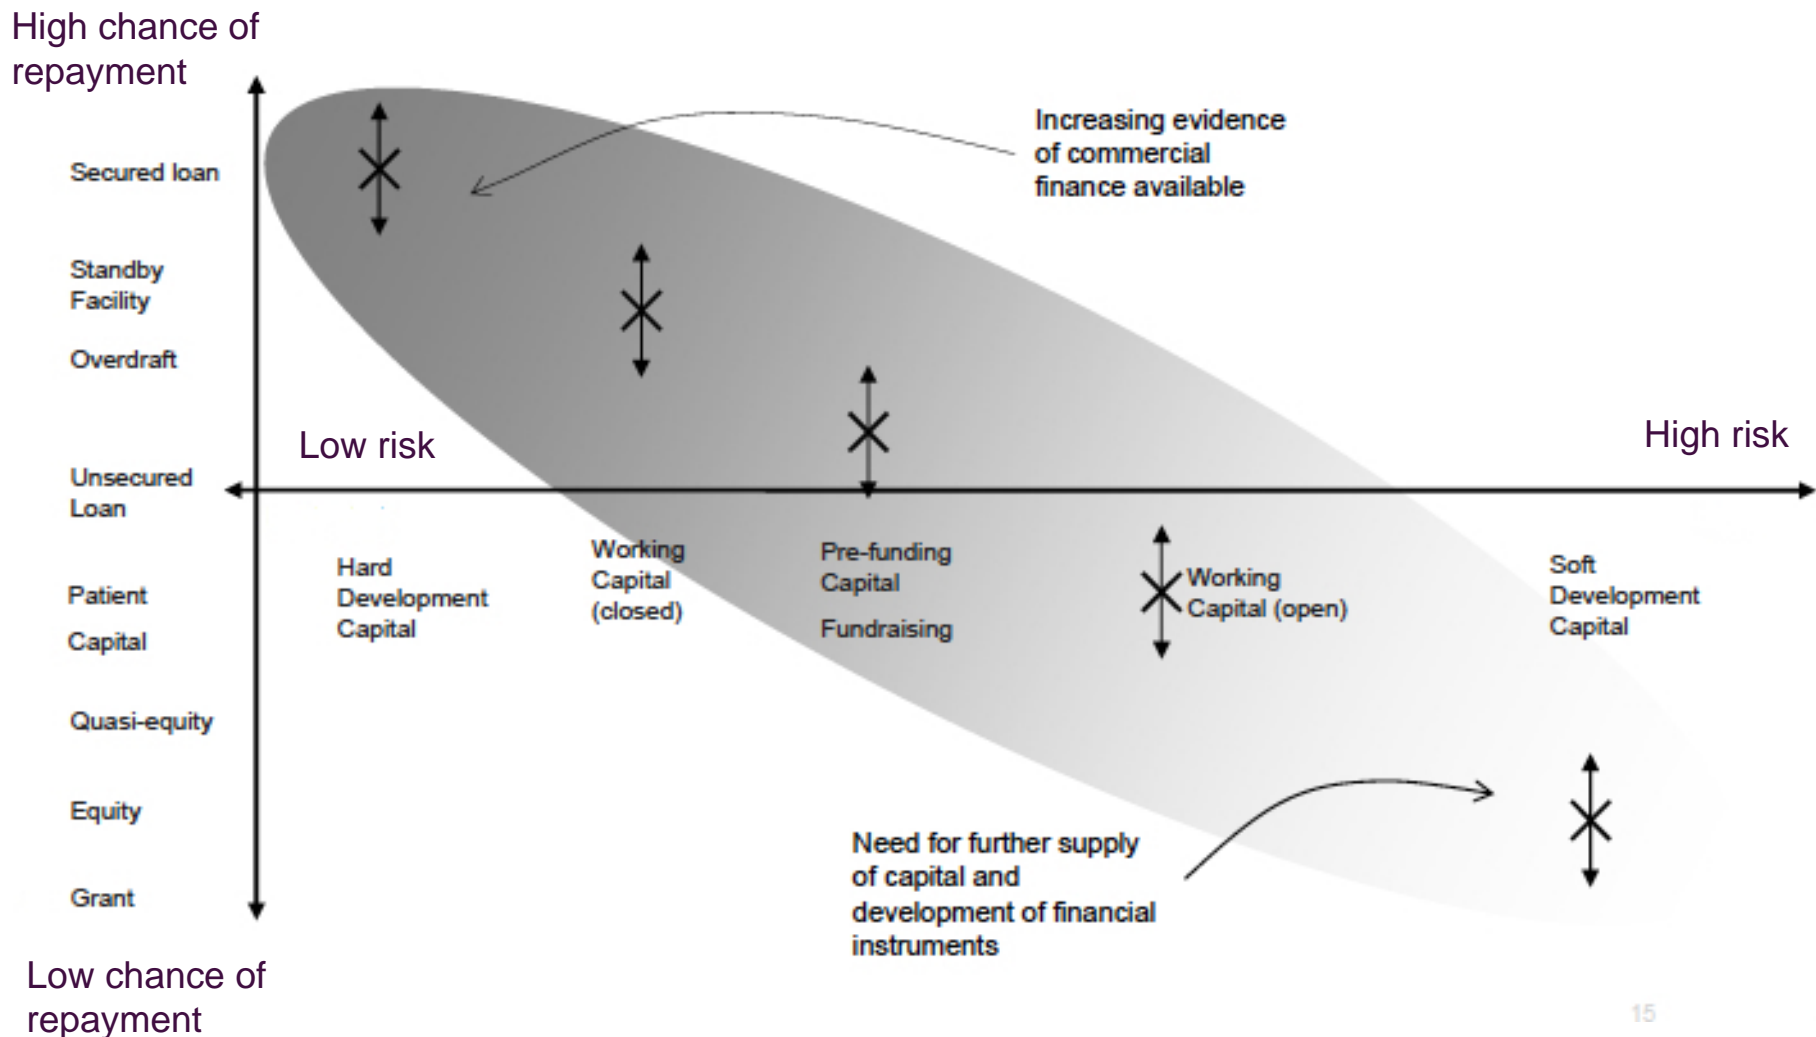 High chance of
repayment
Increasing evidence
of commercial
finance available
Secured loan
Standby
Facility
Overdraft
Low risk
High risk
Unsecured
Loan
Hard
Development
Capital
Working
Capital
(closed)
Pre-funding
Capital
Fundraising
Working
Capital (open)
Soft
Development
Capital
Patient
Capital
Quasi-equity
Equity
Grant
Need for further supply
of capital and
development of financial
instruments
Low chance of
repayment
15